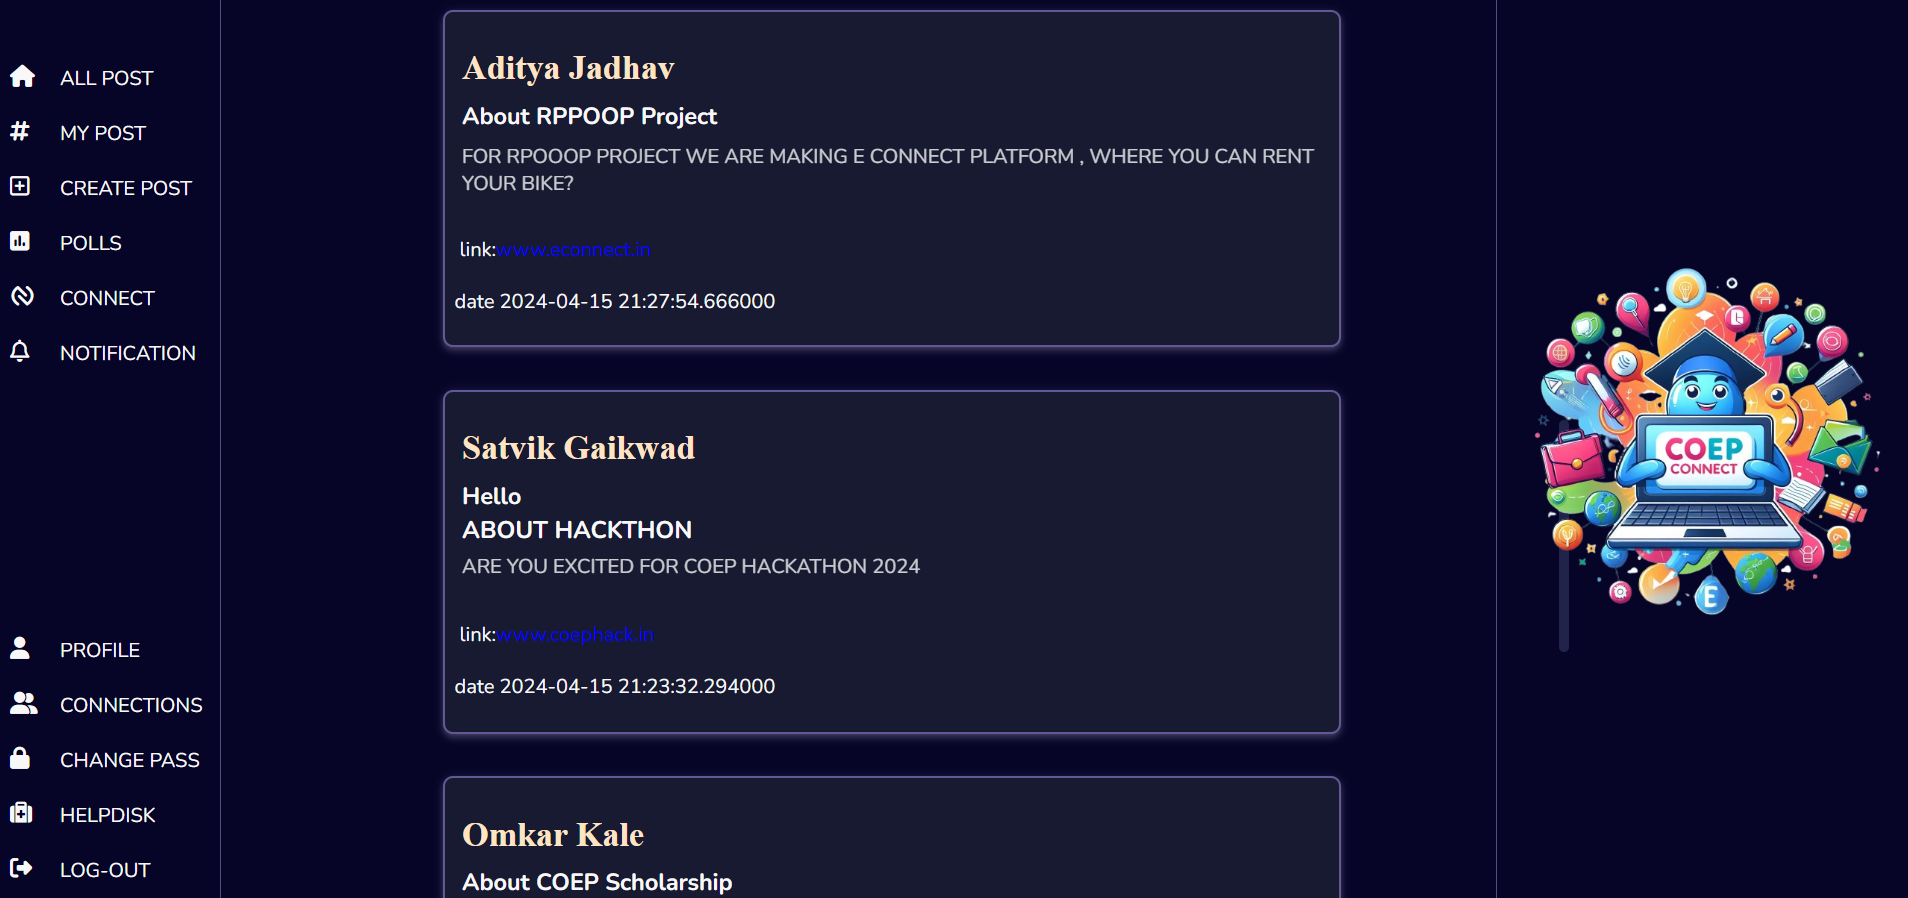 ALL POST
MY POST
CREATE POST
POLLS
CONNECT
NOTIFICATION
PROFILE
CONNECTIONS
CHANGE PASS
HELPDISK
LOG-OUT
Aditya Jadhav
About RPPOOP Project
FOR RPOOOP PROJECT WE ARE MAKING E CONNECT PLATFORM , WHERE YOU CAN RENT
YOUR BIKE?
link:www.econnect.in
date 2024-04-15 21:27:54.666000
Satvik Gaikwad
Hello
ABOUT HACKTHON
ARE YOU EXCITED FOR COEP HACKATHON 2024
link:www.coephack.in
date 2024-04-15 21:23:32.294000
Omkar Kale
About COEP Scholarship
COEP
CONNECT
E